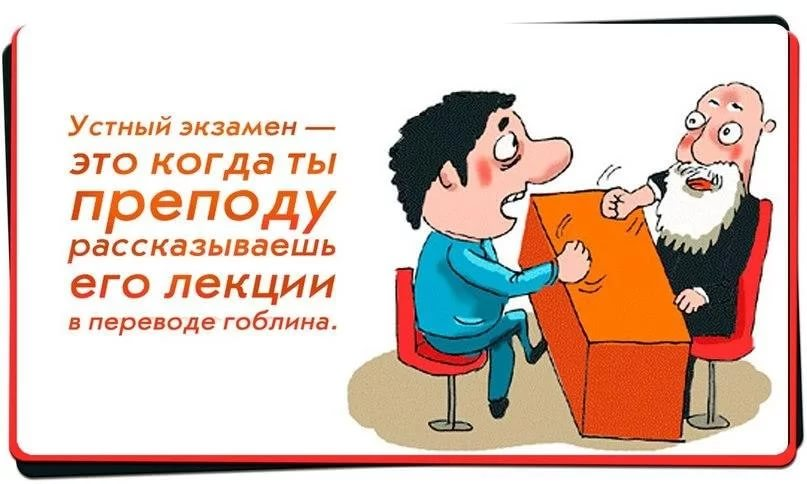 Устный экзамен —
это когда ты
преподу
рассказываешь
его лекции
в переводе гоблина.